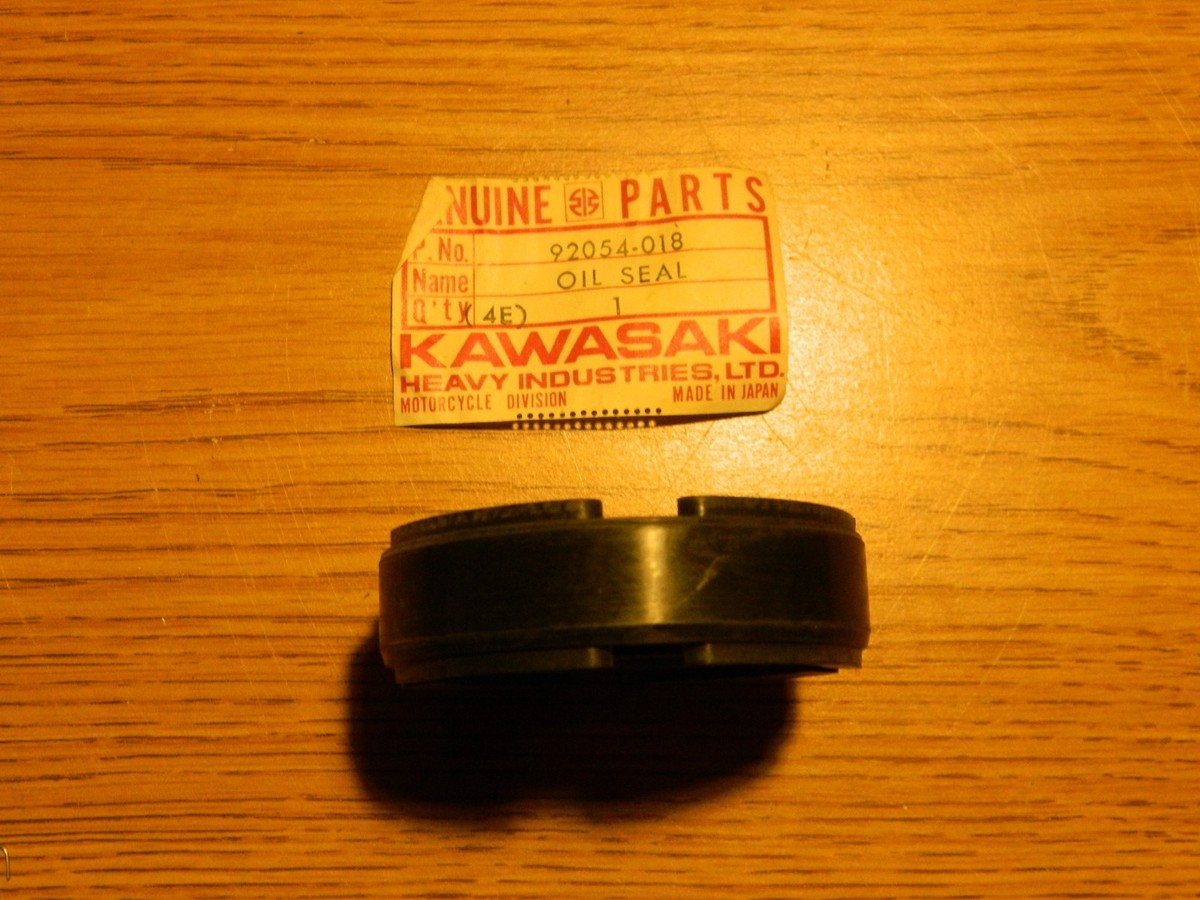 NUINE PARTS
P. No. 92054-018
Name OIL SEAL
Q'ty (4E) 1
KAWASAKI
HEAVY INDUSTRIES, LTD.
MOTORCYCLE DIVISION MADE IN JAPAN